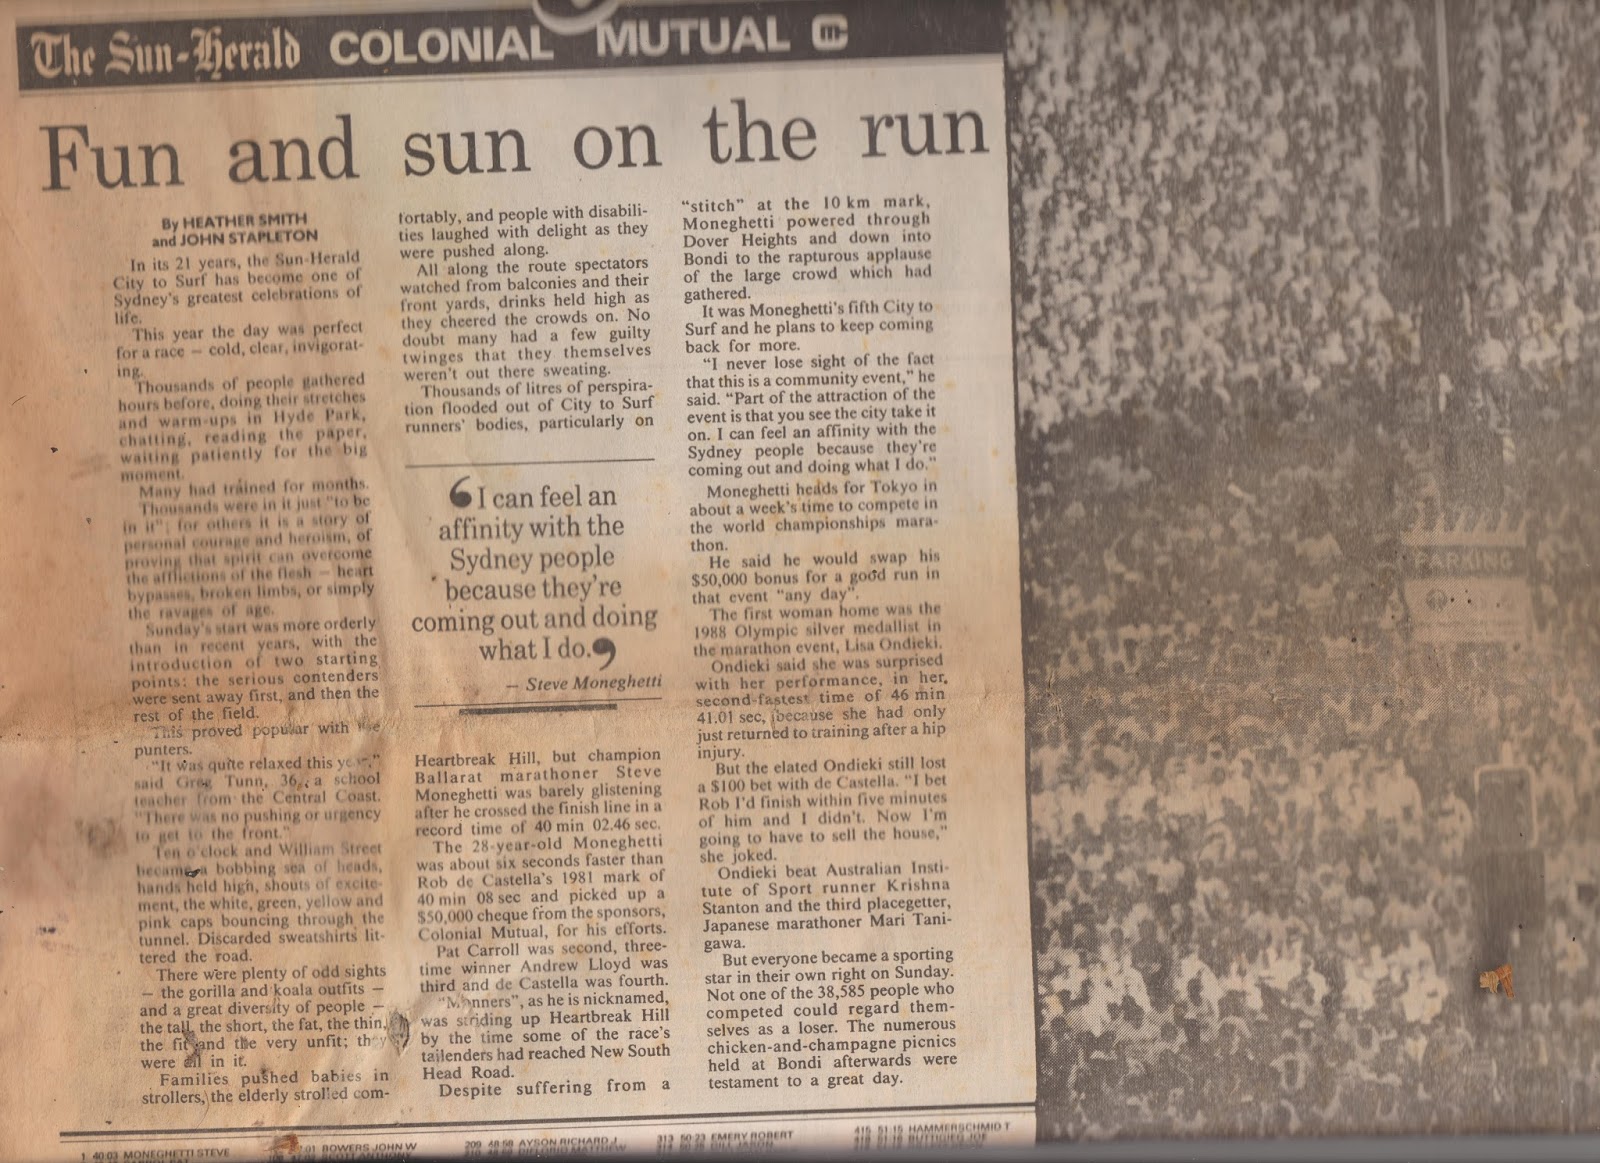 The Sun-Herald COLONIAL MUTUAL
Fun and sun on the run
By HEATHER SMITH
and JOHN STAPLETON
In its 21 years, the Sun-Herald
City to Surf has become one of
Sydney's greatest celebrations of
life.
This year the day was perfect
for a race — cold, clear, invigorat-
ing.
Thousands of people gathered
hours before, doing their stretches
and warm-ups in Hyde Park,
chatting, reading the paper,
waiting patiently for the big
moment.
Many had trained for months.
Thousands were in it just "to be
in it"; for others it is a story of
personal courage and heroism, of
proving that spirit can overcome
the afflictions of the flesh — heart
bypasses, broken limbs, or simply
the ravages of age.
Sunday's start was more orderly
than in recent years, with the
introduction of two starting
points: the serious contenders
were sent away first, and then the
rest of the field.
This proved popular with the
punters.
"It was quite relaxed this year,"
said Greg Tunn, 36, a school
teacher from the Central Coast.
"There was no pushing or urgency
to get to the front."
Ten o'clock and William Street
became a bobbing sea of heads,
hands held high, shouts of excite-
ment, the white, green, yellow and
pink caps bouncing through the
tunnel. Discarded sweatshirts lit-
tered the road.
There were plenty of odd sights
— the gorilla and koala outfits —
and a great diversity of people —
the tall, the short, the fat, the thin,
the fit and the very unfit; they
were all in it.
Families pushed babies in
strollers, the elderly strolled com-
fortably, and people with disabili-
ties laughed with delight as they
were pushed along.
All along the route spectators
watched from balconies and their
front yards, drinks held high as
they cheered the crowds on. No
doubt many had a few guilty
twinges that they themselves
weren't out there sweating.
Thousands of litres of perspira-
tion flooded out of City to Surf
runners' bodies, particularly on
❛I can feel an
affinity with the
Sydney people
because they're
coming out and doing
what I do.❜
— Steve Moneghetti
Heartbreak Hill, but champion
Ballarat marathoner Steve
Moneghetti was barely glistening
after he crossed the finish line in a
record time of 40 min 02.46 sec.
The 28-year-old Moneghetti
was about six seconds faster than
Rob de Castella's 1981 mark of
40 min 08 sec and picked up a
$50,000 cheque from the sponsors,
Colonial Mutual, for his efforts.
Pat Carroll was second, three-
time winner Andrew Lloyd was
third and de Castella was fourth.
"Monners", as he is nicknamed,
was striding up Heartbreak Hill
by the time some of the race's
tailenders had reached New South
Head Road.
Despite suffering from a
"stitch" at the 10 km mark,
Moneghetti powered through
Dover Heights and down into
Bondi to the rapturous applause
of the large crowd which had
gathered.
It was Moneghetti's fifth City to
Surf and he plans to keep coming
back for more.
"I never lose sight of the fact
that this is a community event," he
said. "Part of the attraction of the
event is that you see the city take it
on. I can feel an affinity with the
Sydney people because they're
coming out and doing what I do."
Moneghetti heads for Tokyo in
about a week's time to compete in
the world championships mara-
thon.
He said he would swap his
$50,000 bonus for a good run in
that event "any day".
The first woman home was the
1988 Olympic silver medallist in
the marathon event, Lisa Ondieki.
Ondieki said she was surprised
with her performance, in her
second-fastest time of 46 min
41.01 sec, because she had only
just returned to training after a hip
injury.
But the elated Ondieki still lost
a $100 bet with de Castella. "I bet
Rob I'd finish within five minutes
of him and I didn't. Now I'm
going to have to sell the house,"
she joked.
Ondieki beat Australian Insti-
tute of Sport runner Krishna
Stanton and the third placegetter,
Japanese marathoner Mari Tani-
gawa.
But everyone became a sporting
star in their own right on Sunday.
Not one of the 38,585 people who
competed could regard them-
selves as a loser. The numerous
chicken-and-champagne picnics
held at Bondi afterwards were
testament to a great day.
PARKING
1 40:03 MONEGHETTI STEVE
BOWERS JOHN W
209 48:50 AYSON RICHARD J
313 50:23 EMERY ROBERT
415 51:15 HAMMERSCHMID T